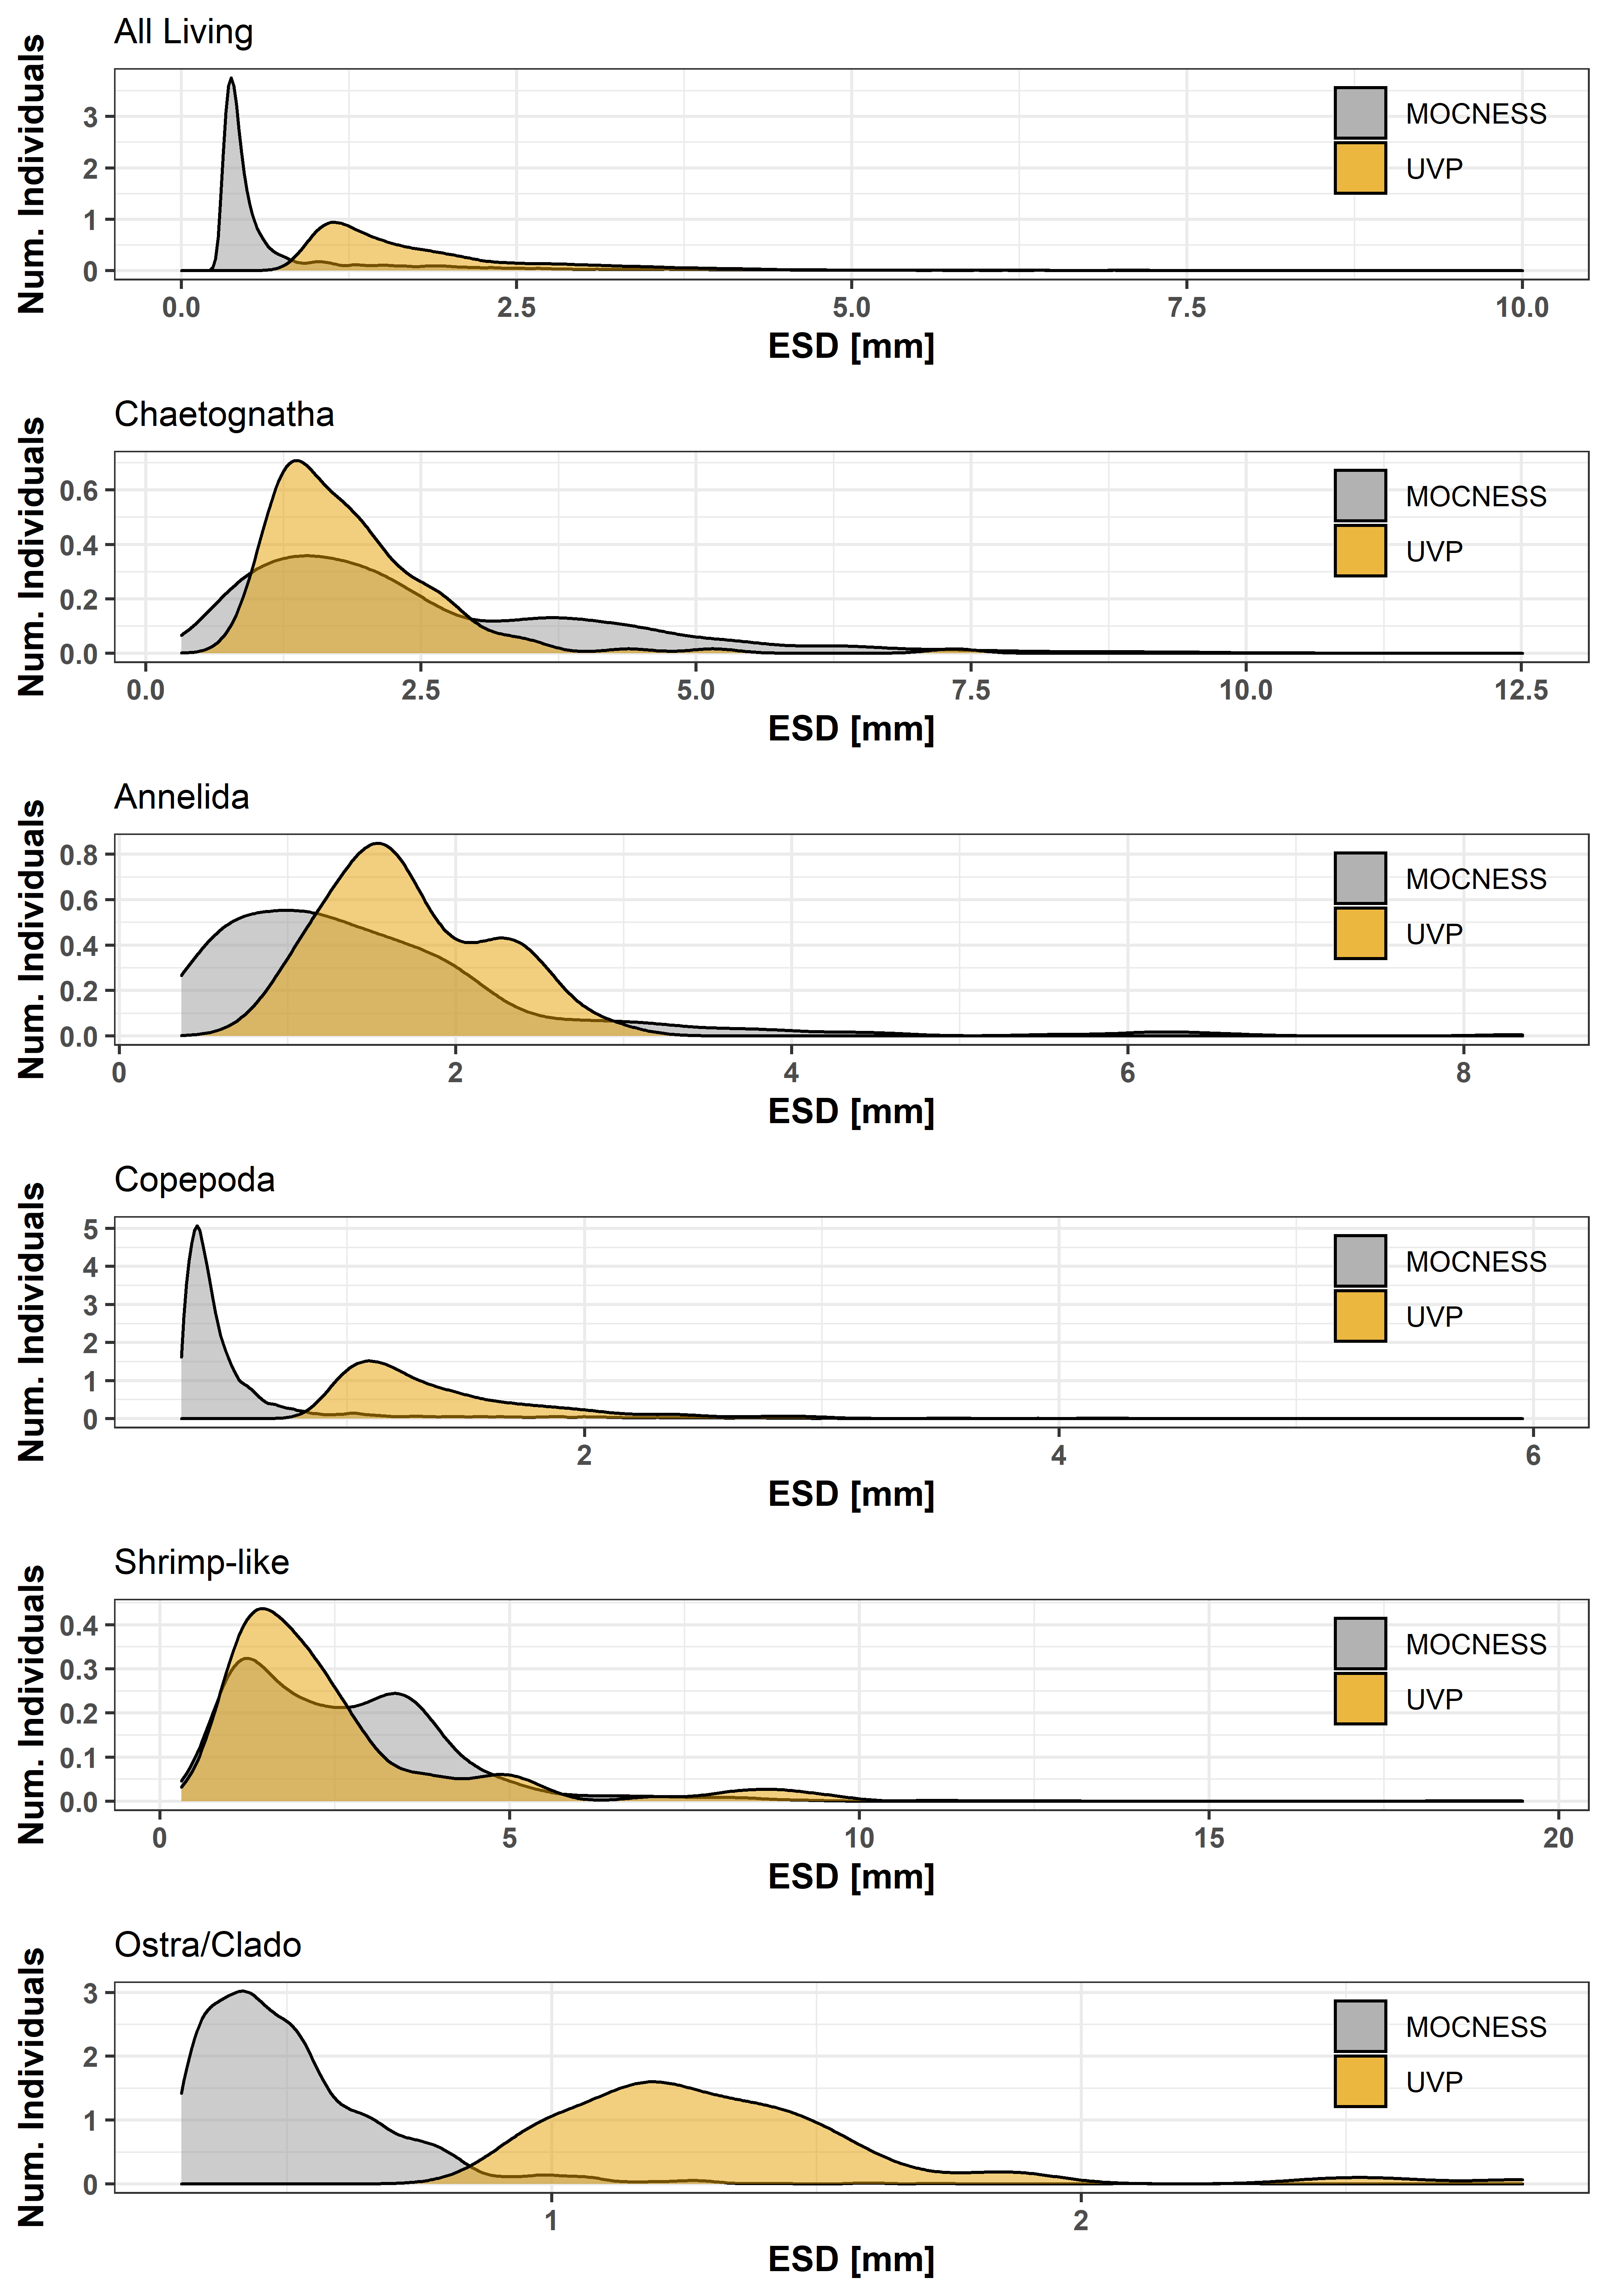 All Living
Num. Individuals
3
2
1
0
MOCNESS
UVP
0.0 2.5 5.0 7.5 10.0
ESD [mm]
Chaetognatha
Num. Individuals
0.6
0.4
0.2
0.0
MOCNESS
UVP
0.0 2.5 5.0 7.5 10.0 12.5
ESD [mm]
Annelida
Num. Individuals
0.8
0.6
0.4
0.2
0.0
MOCNESS
UVP
0 2 4 6 8
ESD [mm]
Copepoda
Num. Individuals
5
4
3
2
1
0
MOCNESS
UVP
2 4 6
ESD [mm]
Shrimp-like
Num. Individuals
0.4
0.3
0.2
0.1
0.0
MOCNESS
UVP
0 5 10 15 20
ESD [mm]
Ostra/Clado
Num. Individuals
3
2
1
0
MOCNESS
UVP
1 2
ESD [mm]